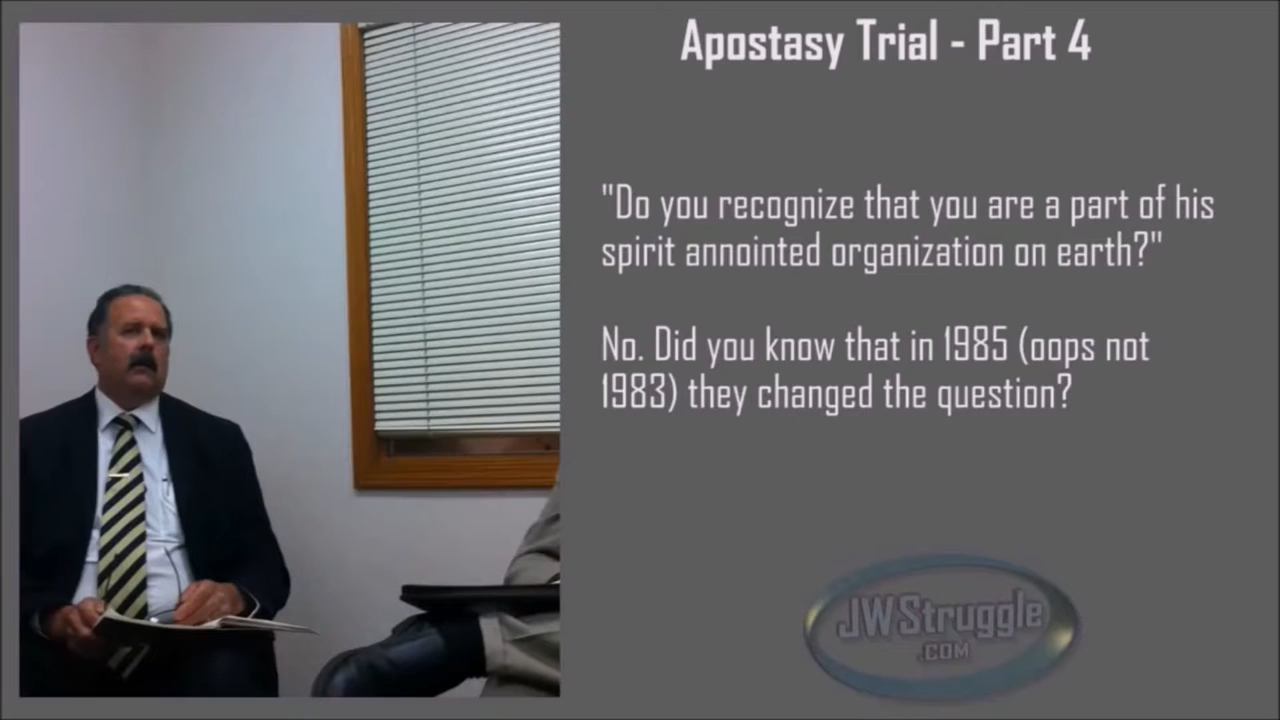 Apostasy Trial - Part 4
"Do you recognize that you are a part of his
spirit annointed organization on earth?"
No. Did you know that in 1985 (oops not
1983) they changed the question?
JWStruggle
.COM